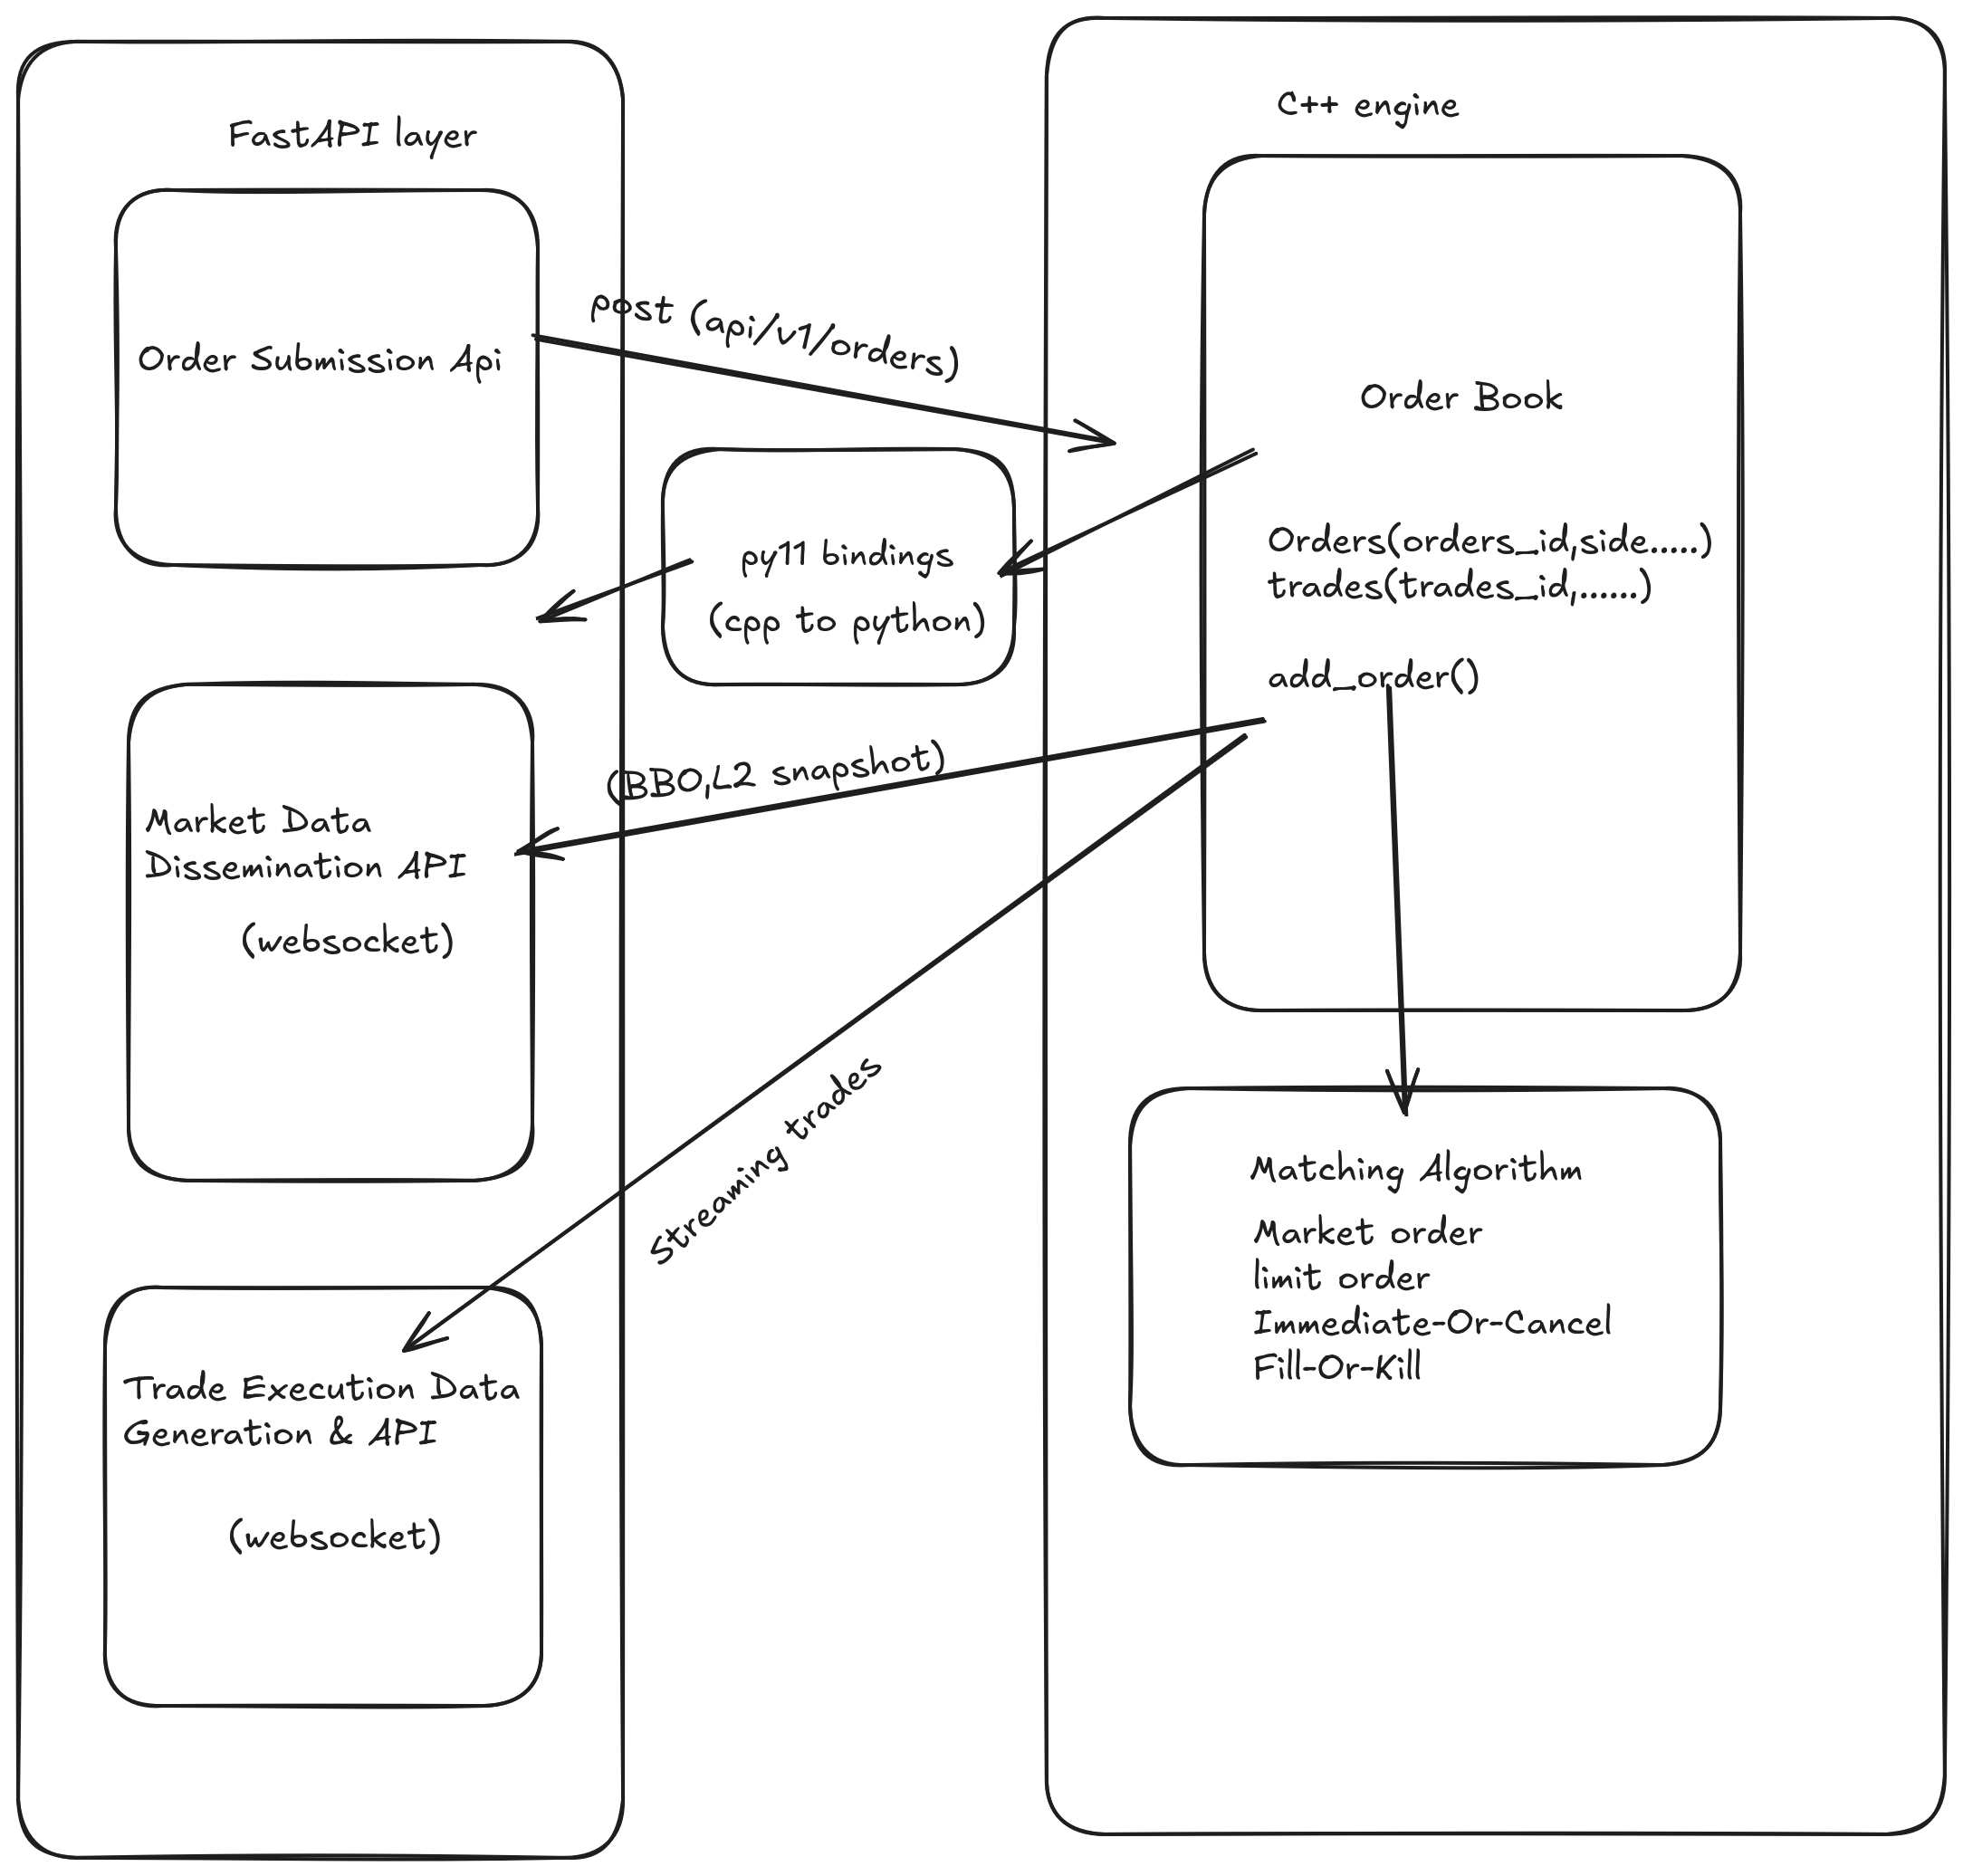 FastAPI layer
Order Submission Api
post (api/v1/orders)
py11 bindings
(cpp to python)
(BBO,L2 snapshot)
Market Data
Dissemination API
(websocket)
Streaming trades
Trade Execution Data
Generation & API
(websocket)
C++ engine
Order Book
Orders(orders_id,side.....)
trades(trades_id,......)
add_order()
Matching Algorithm
Market order
limit order
Immediate-Or-Cancel
Fill-Or-Kill